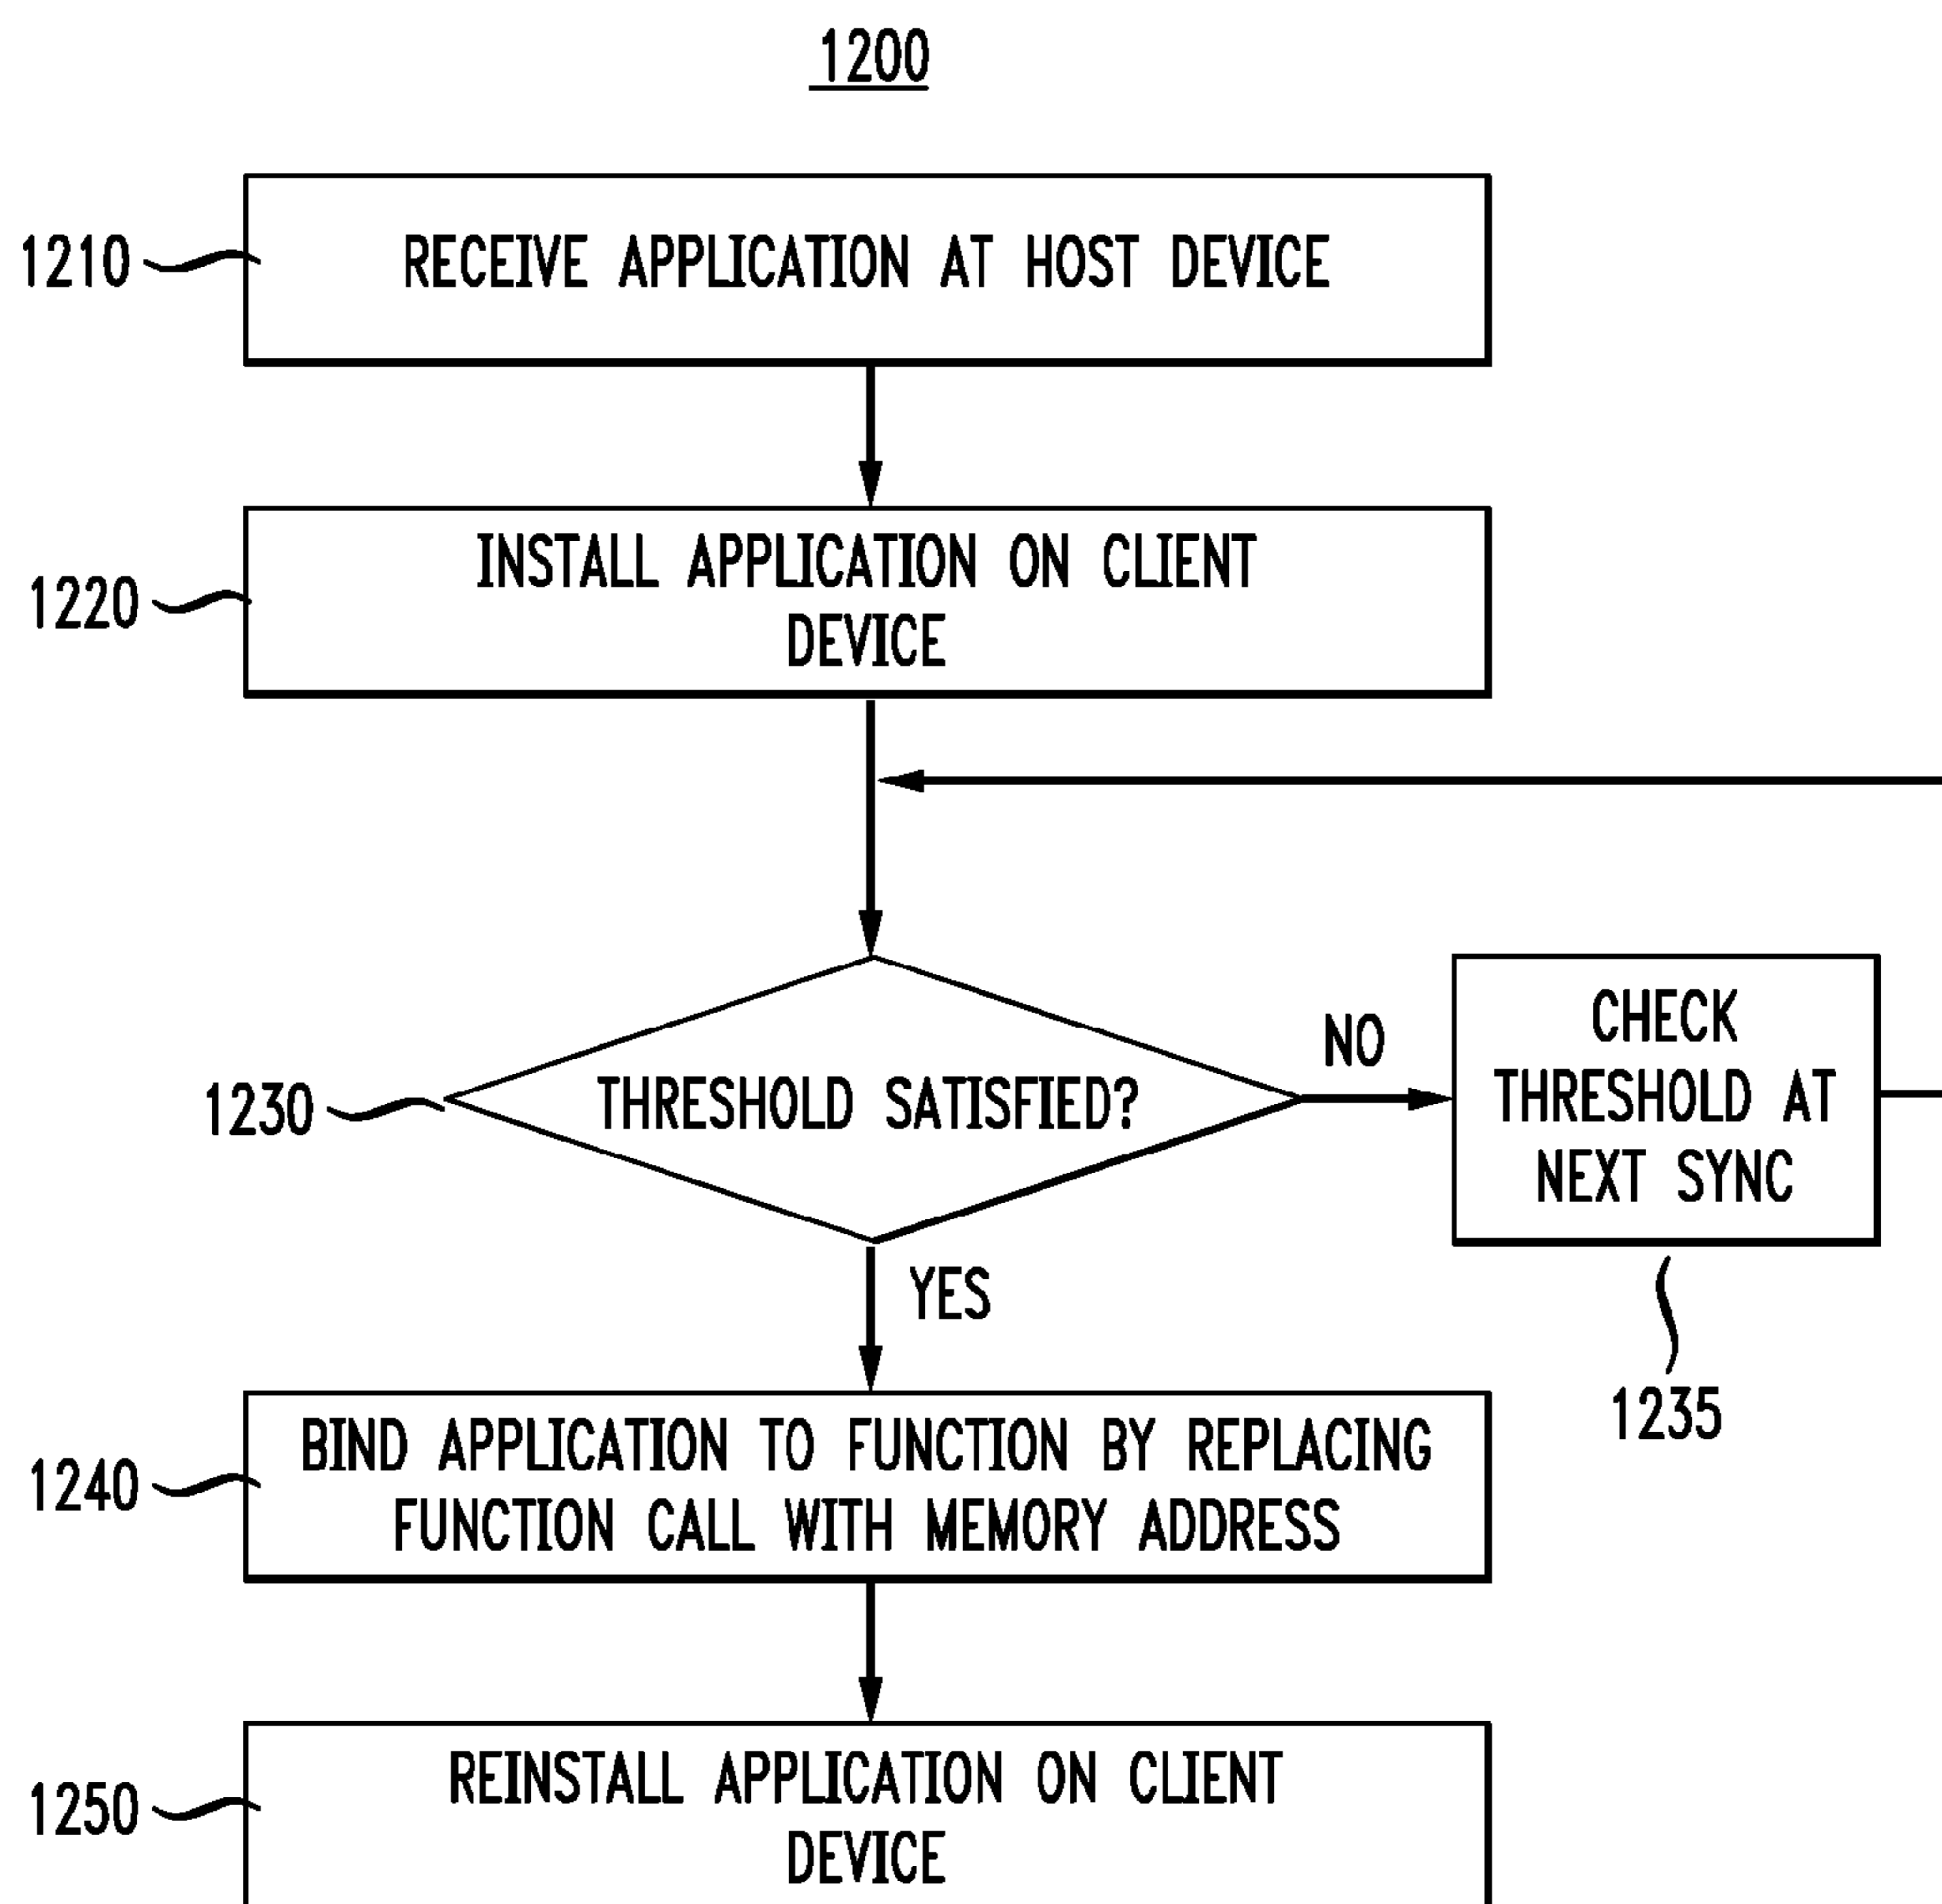 1200
1210
RECEIVE APPLICATION AT HOST DEVICE
1220
INSTALL APPLICATION ON CLIENT
DEVICE
1230
THRESHOLD SATISFIED?
NO
CHECK
THRESHOLD AT
NEXT SYNC
1235
YES
1240
BIND APPLICATION TO FUNCTION BY REPLACING
FUNCTION CALL WITH MEMORY ADDRESS
1250
REINSTALL APPLICATION ON CLIENT
DEVICE